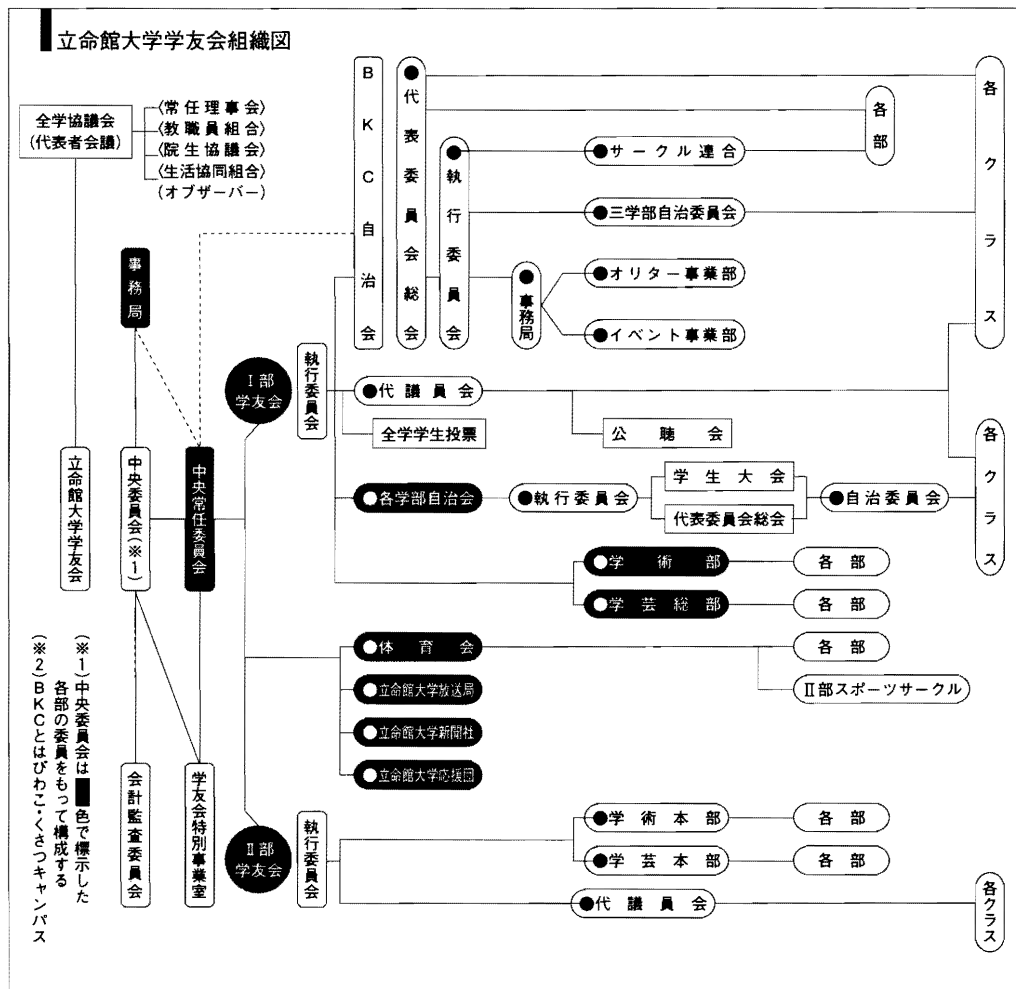 立命館大学学友会組織図
全学協議会
(代表者会議)
〈常任理事会〉
〈教職員組合〉
〈院生協議会〉
〈生活協同組合〉
(オブザーバー)
BKC自治会
●代表委員会総会
●執行委員会
●サークル連合
各部
各クラス
●三学部自治委員会
●事務局
●オリター事業部
●イベント事業部
事務局
Ⅰ部
学友会
執行委員会
●代議員会
全学学生投票
公聴会
立命館大学学友会
中央委員会(※1)
中央常任委員会
●各学部自治会
●執行委員会
学生大会
代表委員会総会
●自治委員会
各クラス
●学術部
各部
●学芸総部
各部
●体育会
各部
Ⅱ部スポーツサークル
●立命館大学放送局
●立命館大学新聞社
●立命館大学応援団
会計監査委員会
学友会特別事業室
Ⅱ部
学友会
執行委員会
●学術本部
各部
●学芸本部
各部
●代議員会
各クラス
(※1)中央委員会は■色で標示した
各部の委員をもって構成する
(※2)BKCとはびわこ・くさつキャンパス